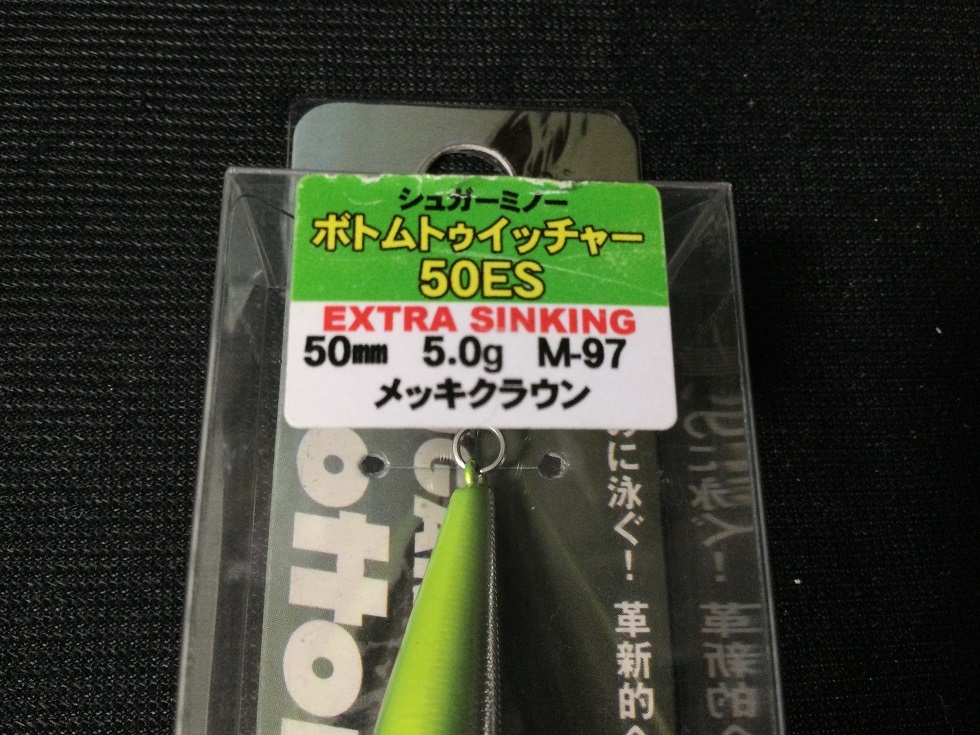 シュガーミノー
ボトムトゥイッチャー
50ES
EXTRA SINKING
50mm 5.0g M-97
メッキクラウン
に泳ぐ! 革新的